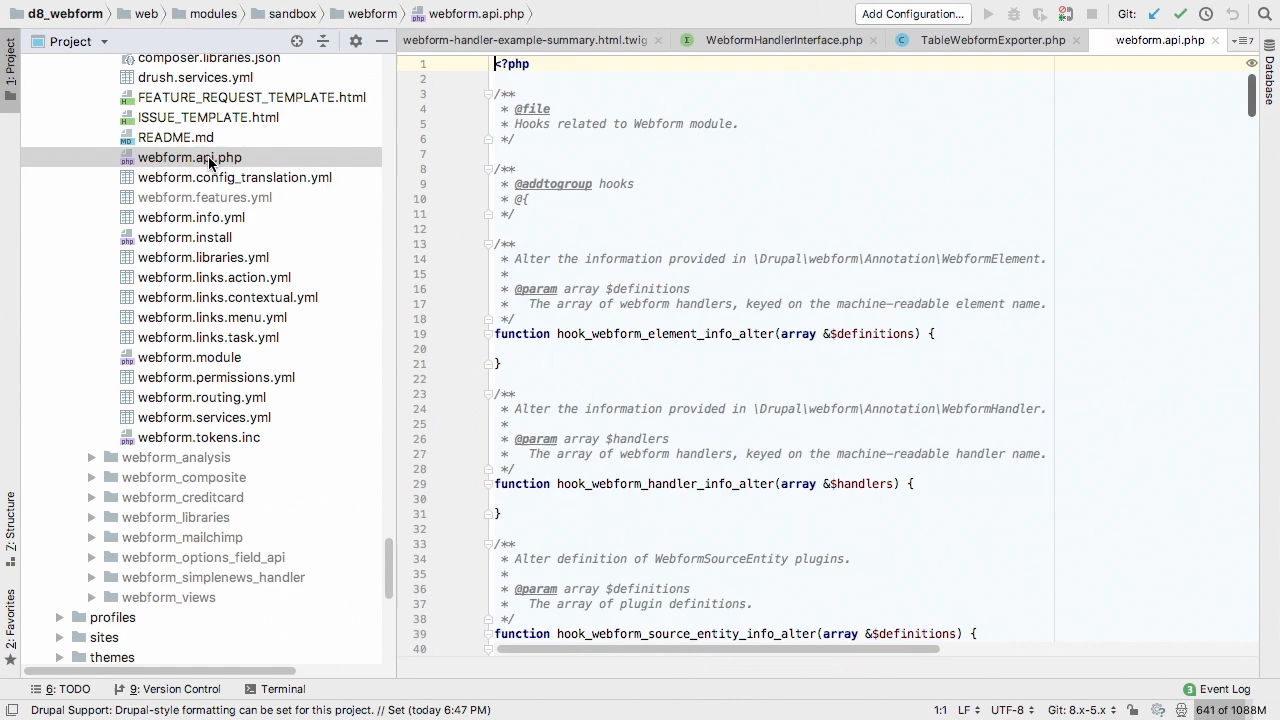 d8_webform web modules sandbox webform webform.api.php Add Configuration... Git:
Project
webform-handler-example-summary.html.twig WebformHandlerInterface.php TableWebformExporter.php webform.api.php 7
1: Project
Z: Structure
2: Favorites
Database
composer.libraries.json
drush.services.yml
FEATURE_REQUEST_TEMPLATE.html
ISSUE_TEMPLATE.html
README.md
webform.api.php
webform.config_translation.yml
webform.features.yml
webform.info.yml
webform.install
webform.libraries.yml
webform.links.action.yml
webform.links.contextual.yml
webform.links.menu.yml
webform.links.task.yml
webform.module
webform.permissions.yml
webform.routing.yml
webform.services.yml
webform.tokens.inc
webform_analysis
webform_composite
webform_creditcard
webform_libraries
webform_mailchimp
webform_options_field_api
webform_simplenews_handler
webform_views
profiles
sites
themes
1 <?php
2
3 /**
4 * @file
5 * Hooks related to Webform module.
6 */
7
8 /**
9 * @addtogroup hooks
10 * @{
11 */
12
13 /**
14 * Alter the information provided in \Drupal\webform\Annotation\WebformElement.
15 *
16 * @param array $definitions
17 *   The array of webform handlers, keyed on the machine-readable element name.
18 */
19 function hook_webform_element_info_alter(array &$definitions) {
20
21 }
22
23 /**
24 * Alter the information provided in \Drupal\webform\Annotation\WebformHandler.
25 *
26 * @param array $handlers
27 *   The array of webform handlers, keyed on the machine-readable handler name.
28 */
29 function hook_webform_handler_info_alter(array &$handlers) {
30
31 }
32
33 /**
34 * Alter definition of WebformSourceEntity plugins.
35 *
36 * @param array $definitions
37 *   The array of plugin definitions.
38 */
39 function hook_webform_source_entity_info_alter(array &$definitions) {
40
6: TODO 9: Version Control Terminal 3 Event Log
Drupal Support: Drupal-style formatting can be set for this project. // Set (today 6:47 PM) 1:1 LF UTF-8 Git: 8.x-5.x 641 of 1088M